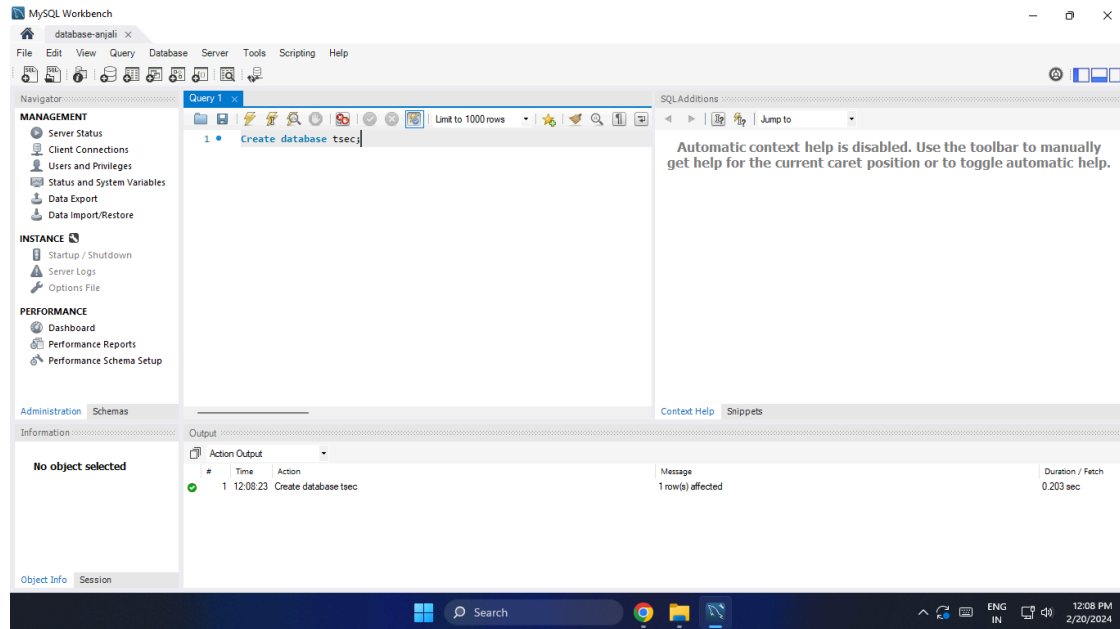 MySQL Workbench
database-anjali
File Edit View Query Database Server Tools Scripting Help
Navigator
MANAGEMENT
Server Status
Client Connections
Users and Privileges
Status and System Variables
Data Export
Data Import/Restore
INSTANCE
Startup / Shutdown
Server Logs
Options File
PERFORMANCE
Dashboard
Performance Reports
Performance Schema Setup
Administration Schemas
Query 1
Limit to 1000 rows
1 Create database tsec;
SQLAdditions
Jump to
Automatic context help is disabled. Use the toolbar to manually
get help for the current caret position or to toggle automatic help.
Context Help Snippets
Information
No object selected
Object Info Session
Output
Action Output
# Time Action Message Duration / Fetch
1 12:08:23 Create database tsec 1 row(s) affected 0.203 sec
Search
ENG
IN
12:08 PM
2/20/2024